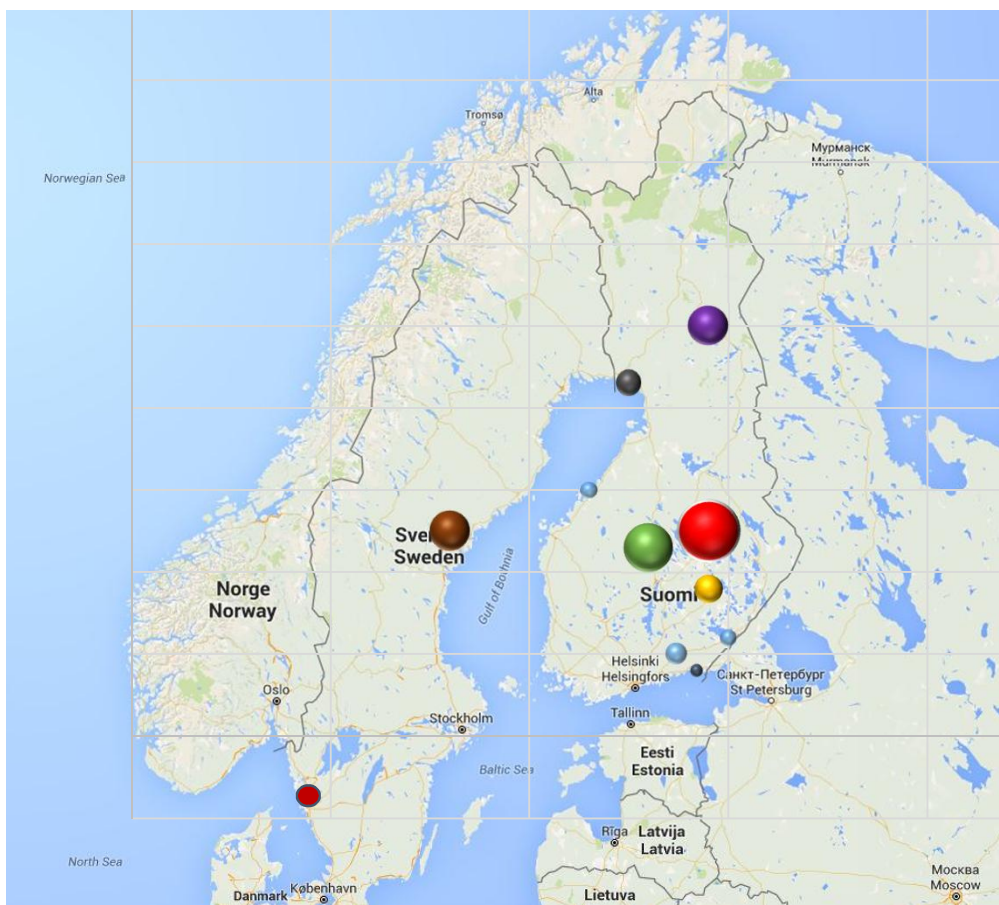 Alta
Tromsø
Мурманск
Murmansk
Norwegian Sea
Sve
Sweden
Gulf of Bothnia
Norge
Norway
Suomi
Helsinki
Helsingfors
Санкт-Петербург
St Petersburg
Oslo
Stockholm
Tallinn
Eesti
Estonia
Baltic Sea
Rīga
Latvija
Latvia
North Sea
Москва
Moscow
København
Danmark
Lietuva